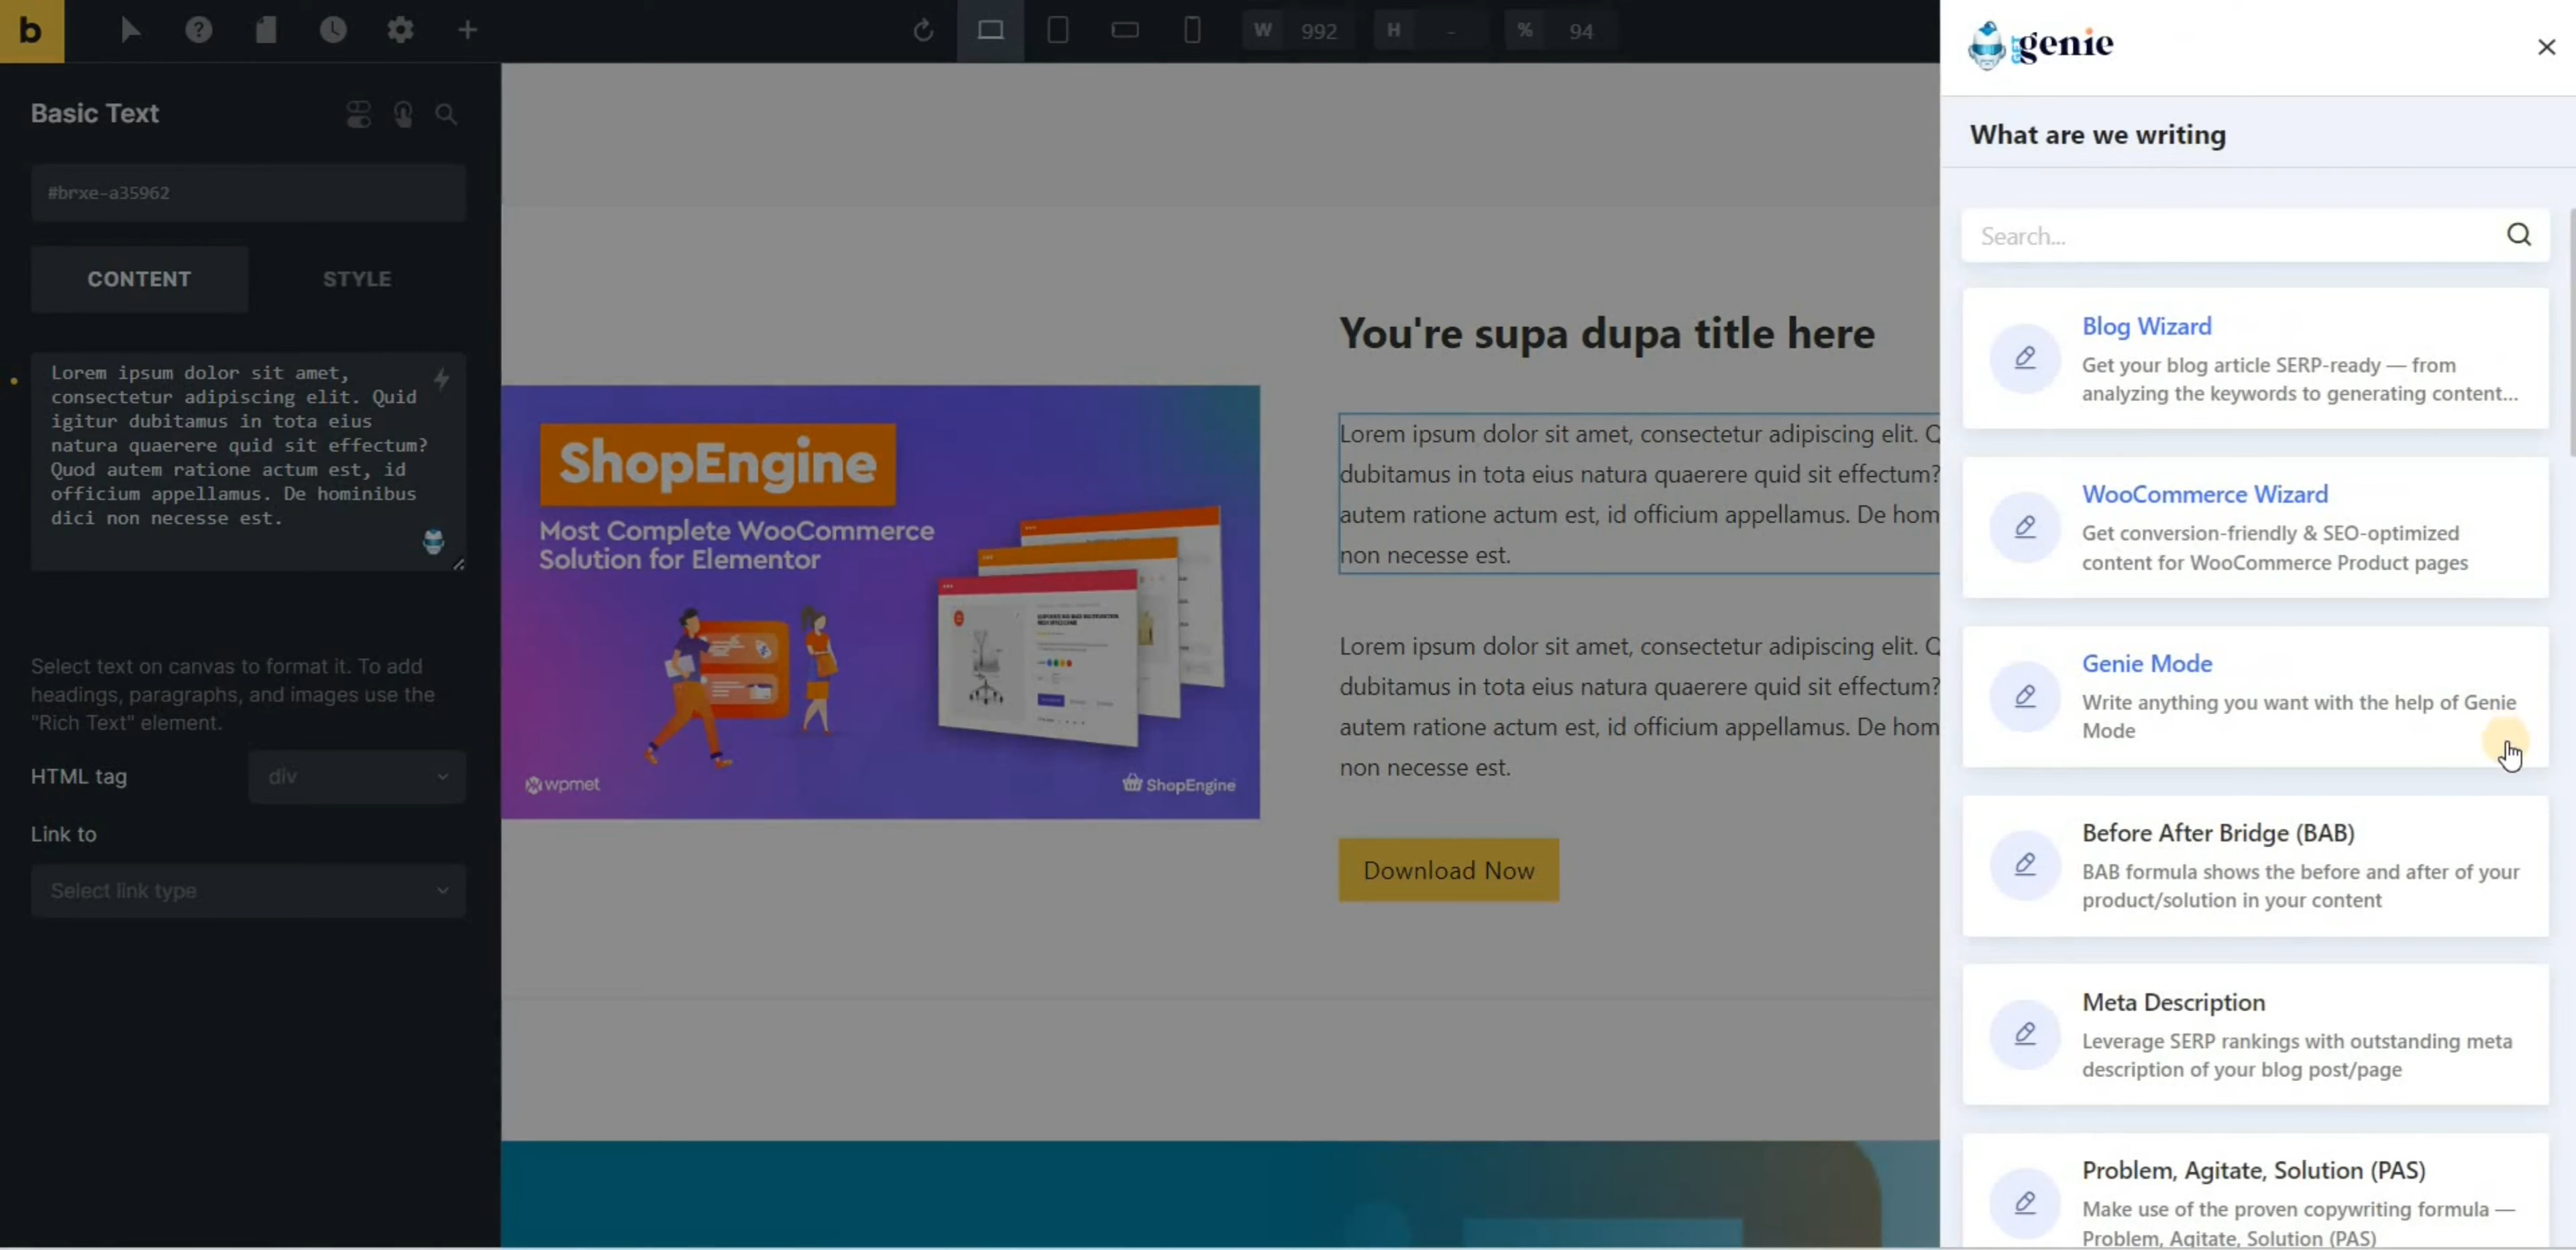 b
W 992 H - % 94
Basic Text
#brxe-a35962
CONTENT STYLE
Lorem ipsum dolor sit amet,
consectetur adipiscing elit. Quid
igitur dubitamus in tota eius
natura quaerere quid sit effectum?
Quod autem ratione actum est, id
officium appellamus. De hominibus
dici non necesse est.
Select text on canvas to format it. To add
headings, paragraphs, and images use the
"Rich Text" element.
HTML tag div
Link to
Select link type
ShopEngine
Most Complete WooCommerce
Solution for Elementor
wpmet
ShopEngine
You're supa dupa title here
Lorem ipsum dolor sit amet, consectetur adipiscing elit. Q
dubitamus in tota eius natura quaerere quid sit effectum?
autem ratione actum est, id officium appellamus. De hom
non necesse est.
Lorem ipsum dolor sit amet, consectetur adipiscing elit. Q
dubitamus in tota eius natura quaerere quid sit effectum?
autem ratione actum est, id officium appellamus. De hom
non necesse est.
Download Now
GET genie
What are we writing
Search...
Blog Wizard
Get your blog article SERP-ready — from
analyzing the keywords to generating content...
WooCommerce Wizard
Get conversion-friendly & SEO-optimized
content for WooCommerce Product pages
Genie Mode
Write anything you want with the help of Genie
Mode
Before After Bridge (BAB)
BAB formula shows the before and after of your
product/solution in your content
Meta Description
Leverage SERP rankings with outstanding meta
description of your blog post/page
Problem, Agitate, Solution (PAS)
Make use of the proven copywriting formula —
Problem, Agitate, Solution (PAS)